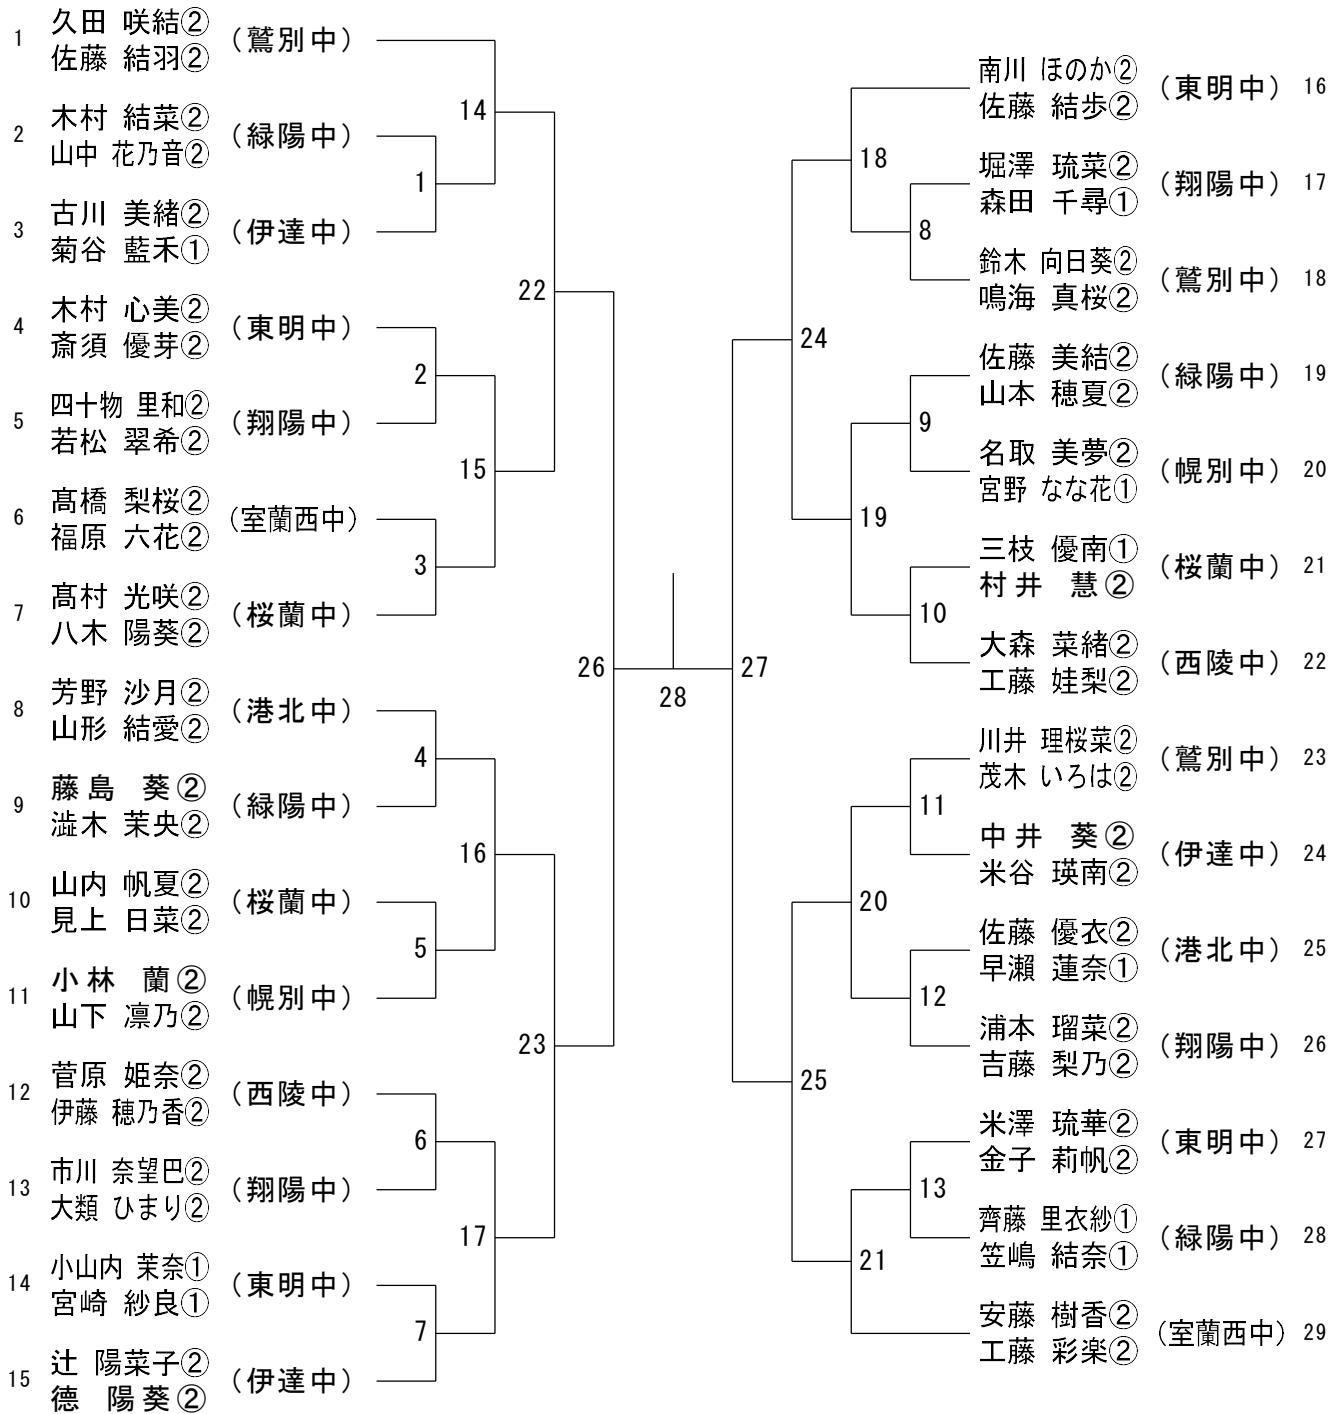 1 久田 咲結② (鷲別中)
佐藤 結羽②
2 木村 結菜② (緑陽中)
山中 花乃音②
3 古川 美緒② (伊達中)
菊谷 藍禾①
4 木村 心美② (東明中)
斎須 優芽②
5 四十物 里和② (翔陽中)
若松 翠希②
6 髙橋 梨桜② (室蘭西中)
福原 六花②
7 髙村 光咲② (桜蘭中)
八木 陽葵②
8 芳野 沙月② (港北中)
山形 結愛②
9 藤島 葵② (緑陽中)
澁木 茉央②
10 山内 帆夏② (桜蘭中)
見上 日菜②
11 小林 蘭② (幌別中)
山下 凛乃②
12 菅原 姫奈② (西陵中)
伊藤 穂乃香②
13 市川 奈望巴② (翔陽中)
大類 ひまり②
14 小山内 茉奈① (東明中)
宮崎 紗良①
15 辻 陽菜子② (伊達中)
德 陽葵②
14
1
22
2
15
3
26
4
16
5
23
6
17
7
28
27
18
8
24
9
19
10
11
20
12
25
13
21
南川 ほのか② (東明中) 16
佐藤 結歩②
堀澤 琉菜② (翔陽中) 17
森田 千尋①
鈴木 向日葵② (鷲別中) 18
鳴海 真桜②
佐藤 美結② (緑陽中) 19
山本 穂夏②
名取 美夢② (幌別中) 20
宮野 なな花①
三枝 優南① (桜蘭中) 21
村井 慧②
大森 菜緒② (西陵中) 22
工藤 娃梨②
川井 理桜菜② (鷲別中) 23
茂木 いろは②
中井 葵② (伊達中) 24
米谷 瑛南②
佐藤 優衣② (港北中) 25
早瀬 蓮奈①
浦本 瑠菜② (翔陽中) 26
吉藤 梨乃②
米澤 琉華② (東明中) 27
金子 莉帆②
齊藤 里衣紗① (緑陽中) 28
笠嶋 結奈①
安藤 樹香② (室蘭西中) 29
工藤 彩楽②